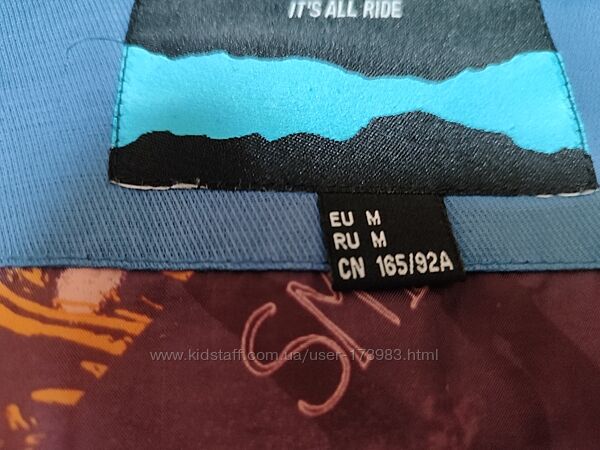 IT'S ALL RIDE
EU M
RU M
CN 165/92A
www.kidstaff.com.ua/user-173983.html